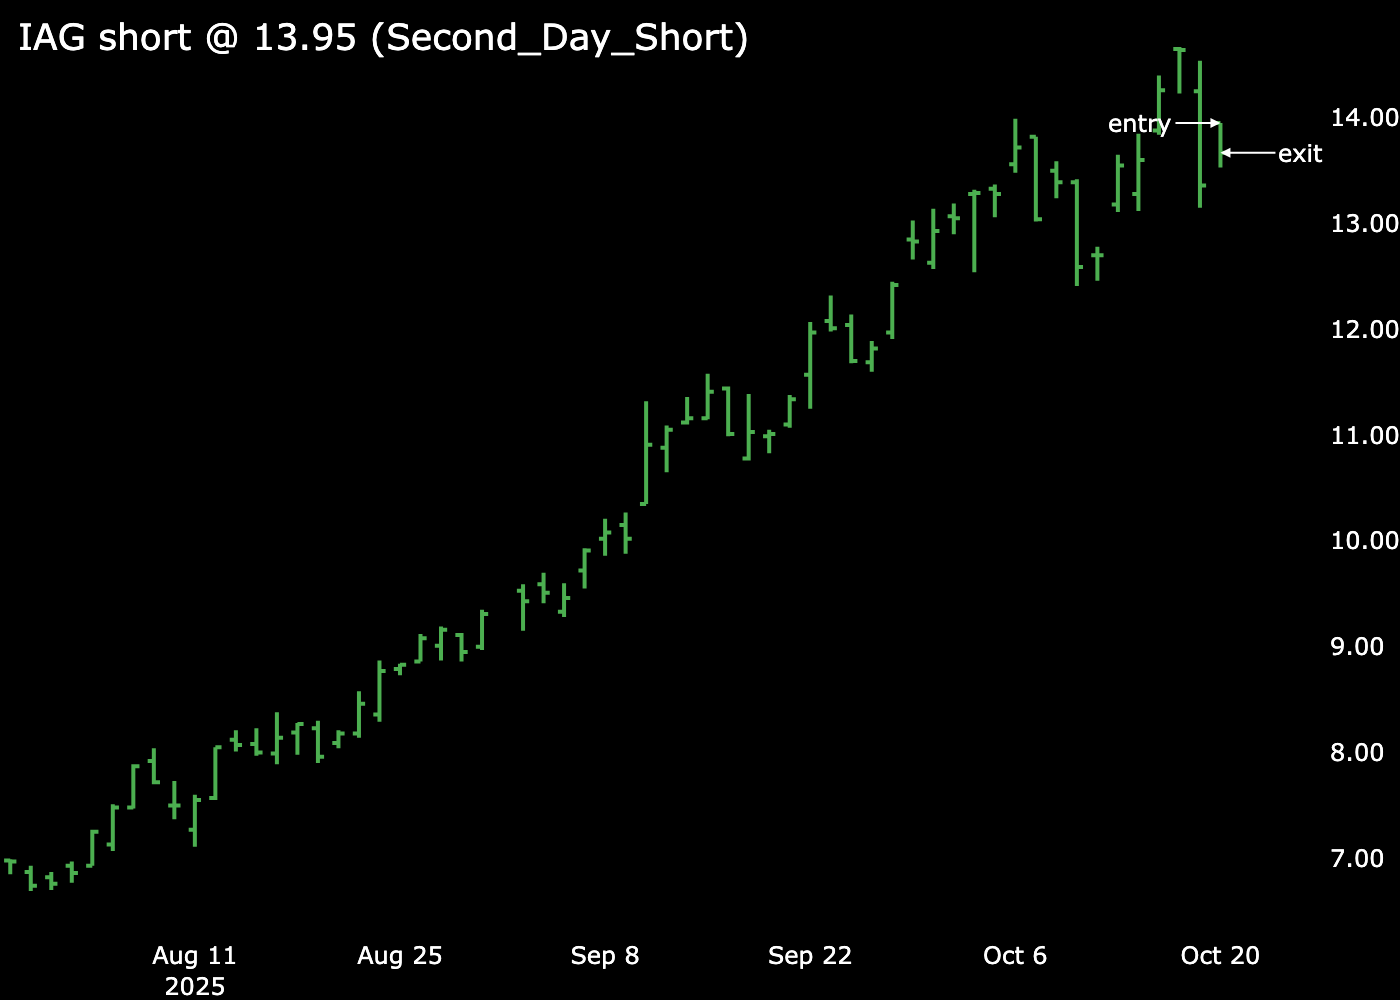 IAG short @ 13.95 (Second_Day_Short)
14.00
entry
exit
13.00
12.00
11.00
10.00
9.00
8.00
7.00
Aug 11
2025
Aug 25
Sep 8
Sep 22
Oct 6
Oct 20